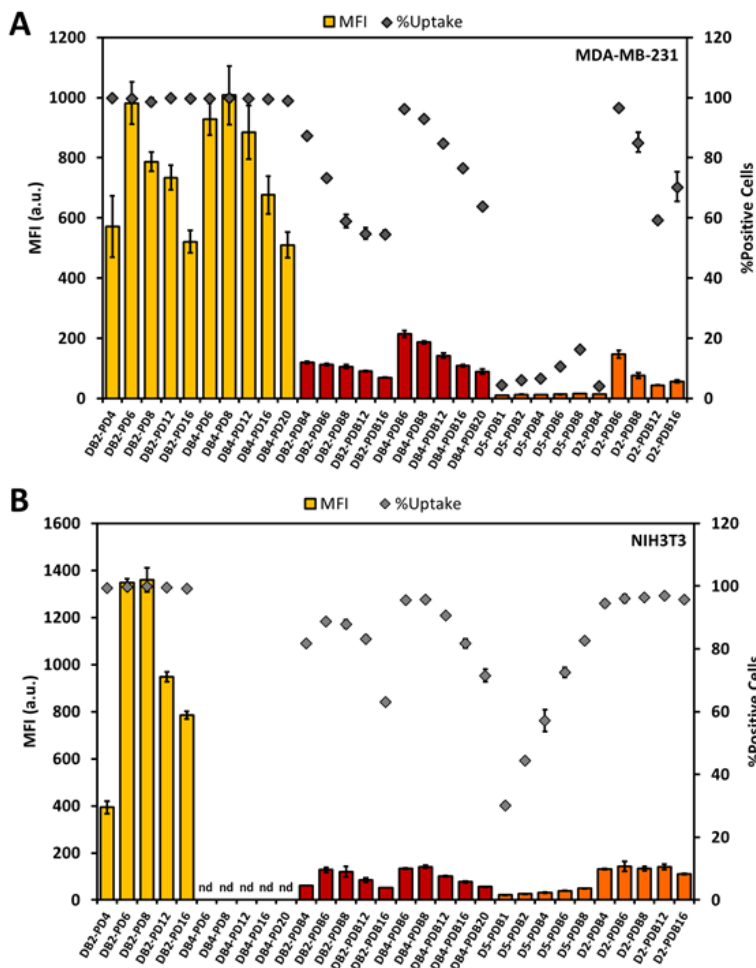 A
MFI %Uptake
MDA-MB-231
1200
1000
800
600
400
200
0
MFI (a.u.)
120
100
80
60
40
20
0
%Positive Cells
DB2-PD4
DB2-PD6
DB2-PD8
DB2-PD12
DB2-PD16
DB4-PD6
DB4-PD8
DB4-PD12
DB4-PD16
DB4-PD20
DB2-PDB4
DB2-PDB6
DB2-PDB8
DB2-PDB12
DB2-PDB16
DB4-PDB6
DB4-PDB8
DB4-PDB12
DB4-PDB16
DB4-PDB20
D5-PDB1
D5-PDB2
D5-PDB4
D5-PDB6
D5-PDB8
D2-PDB4
D2-PDB6
D2-PDB8
D2-PDB12
D2-PDB16
B
MFI %Uptake
NIH3T3
1600
1400
1200
1000
800
600
400
200
0
MFI (a.u.)
120
100
80
60
40
20
0
%Positive Cells
nd nd nd nd nd
DB2-PD4
DB2-PD6
DB2-PD8
DB2-PD12
DB2-PD16
DB4-PD6
DB4-PD8
DB4-PD12
DB4-PD16
DB4-PD20
DB2-PDB4
DB2-PDB6
DB2-PDB8
DB2-PDB12
DB2-PDB16
DB4-PDB6
DB4-PDB8
DB4-PDB12
DB4-PDB16
DB4-PDB20
D5-PDB1
D5-PDB2
D5-PDB4
D5-PDB6
D5-PDB8
D2-PDB4
D2-PDB6
D2-PDB8
D2-PDB12
D2-PDB16